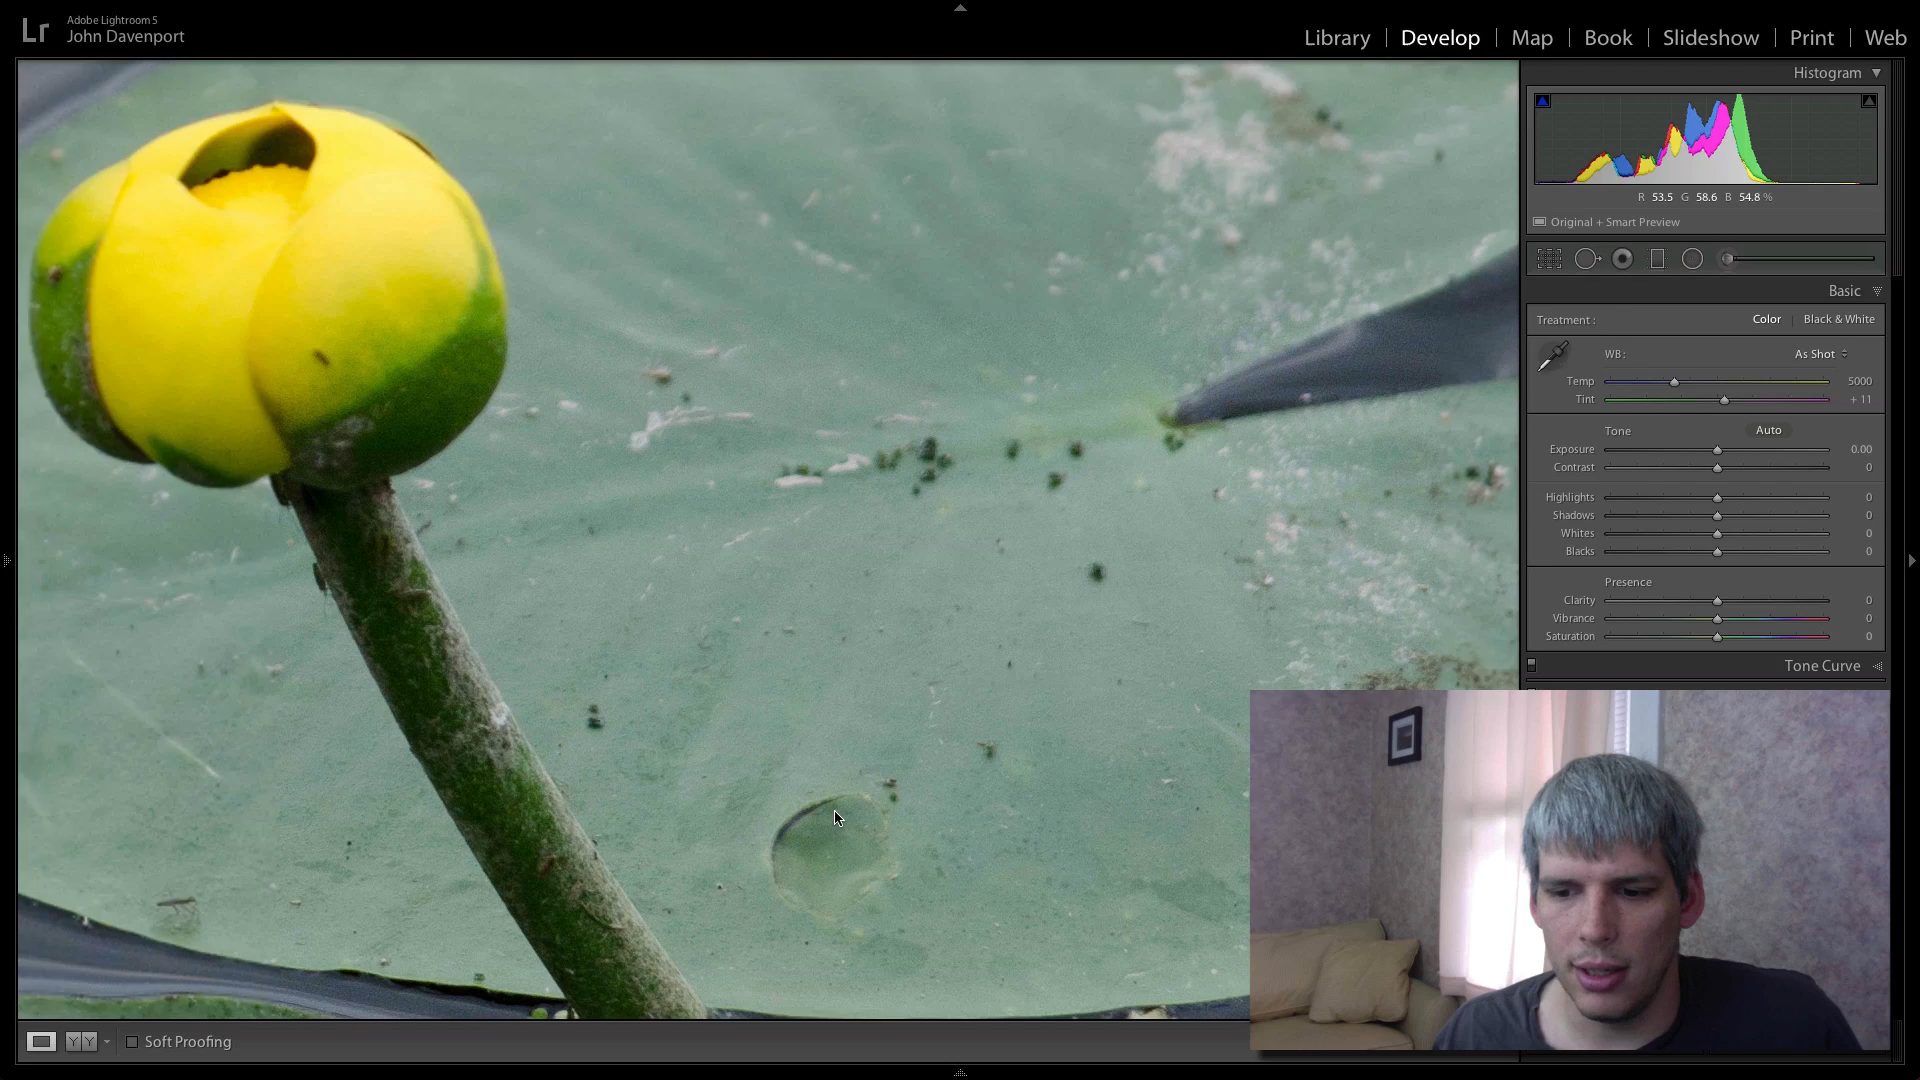 Lr
Adobe Lightroom 5
John Davenport
Library | Develop | Map | Book | Slideshow | Print | Web
Histogram
R 53.5 G 58.6 B 54.8 %
Original + Smart Preview
Basic
Treatment : Color | Black & White
WB : As Shot
Temp 5000
Tint + 11
Tone Auto
Exposure 0.00
Contrast 0
Highlights 0
Shadows 0
Whites 0
Blacks 0
Presence
Clarity 0
Vibrance 0
Saturation 0
Tone Curve
YY Soft Proofing